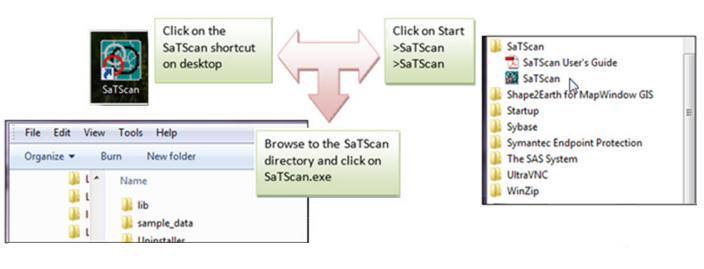 Click on the
SaTScan shortcut
on desktop
SaTScan
Click on Start
>SaTScan
>SaTScan
Browse to the SaTScan
directory and click on
SaTScan.exe
File Edit View Tools Help
Organize ▼ Burn New folder
Name
lib
sample_data
Uninstaller
SaTScan
SaTScan User's Guide
SaTScan
Shape2Earth for MapWindow GIS
Startup
Sybase
Symantec Endpoint Protection
The SAS System
UltraVNC
WinZip